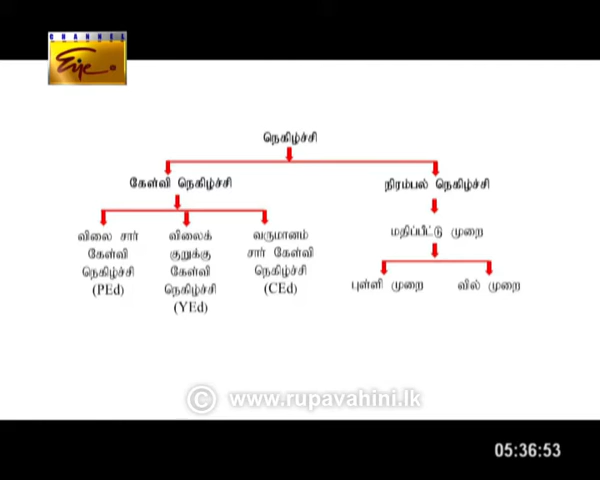 CHANNEL
Eye
நெகிழ்ச்சி
கேள்வி நெகிழ்ச்சி
நிரம்பல் நெகிழ்ச்சி
விலை சார்
கேள்வி
நெகிழ்ச்சி
(PEd)
விலைக்
குறுக்கு
கேள்வி
நெகிழ்ச்சி
(YEd)
வருமானம்
சார் கேள்வி
நெகிழ்ச்சி
(CEd)
மதிப்பீட்டு முறை
புள்ளி முறை
வில் முறை
© www.rupavahini.lk
05:36:53